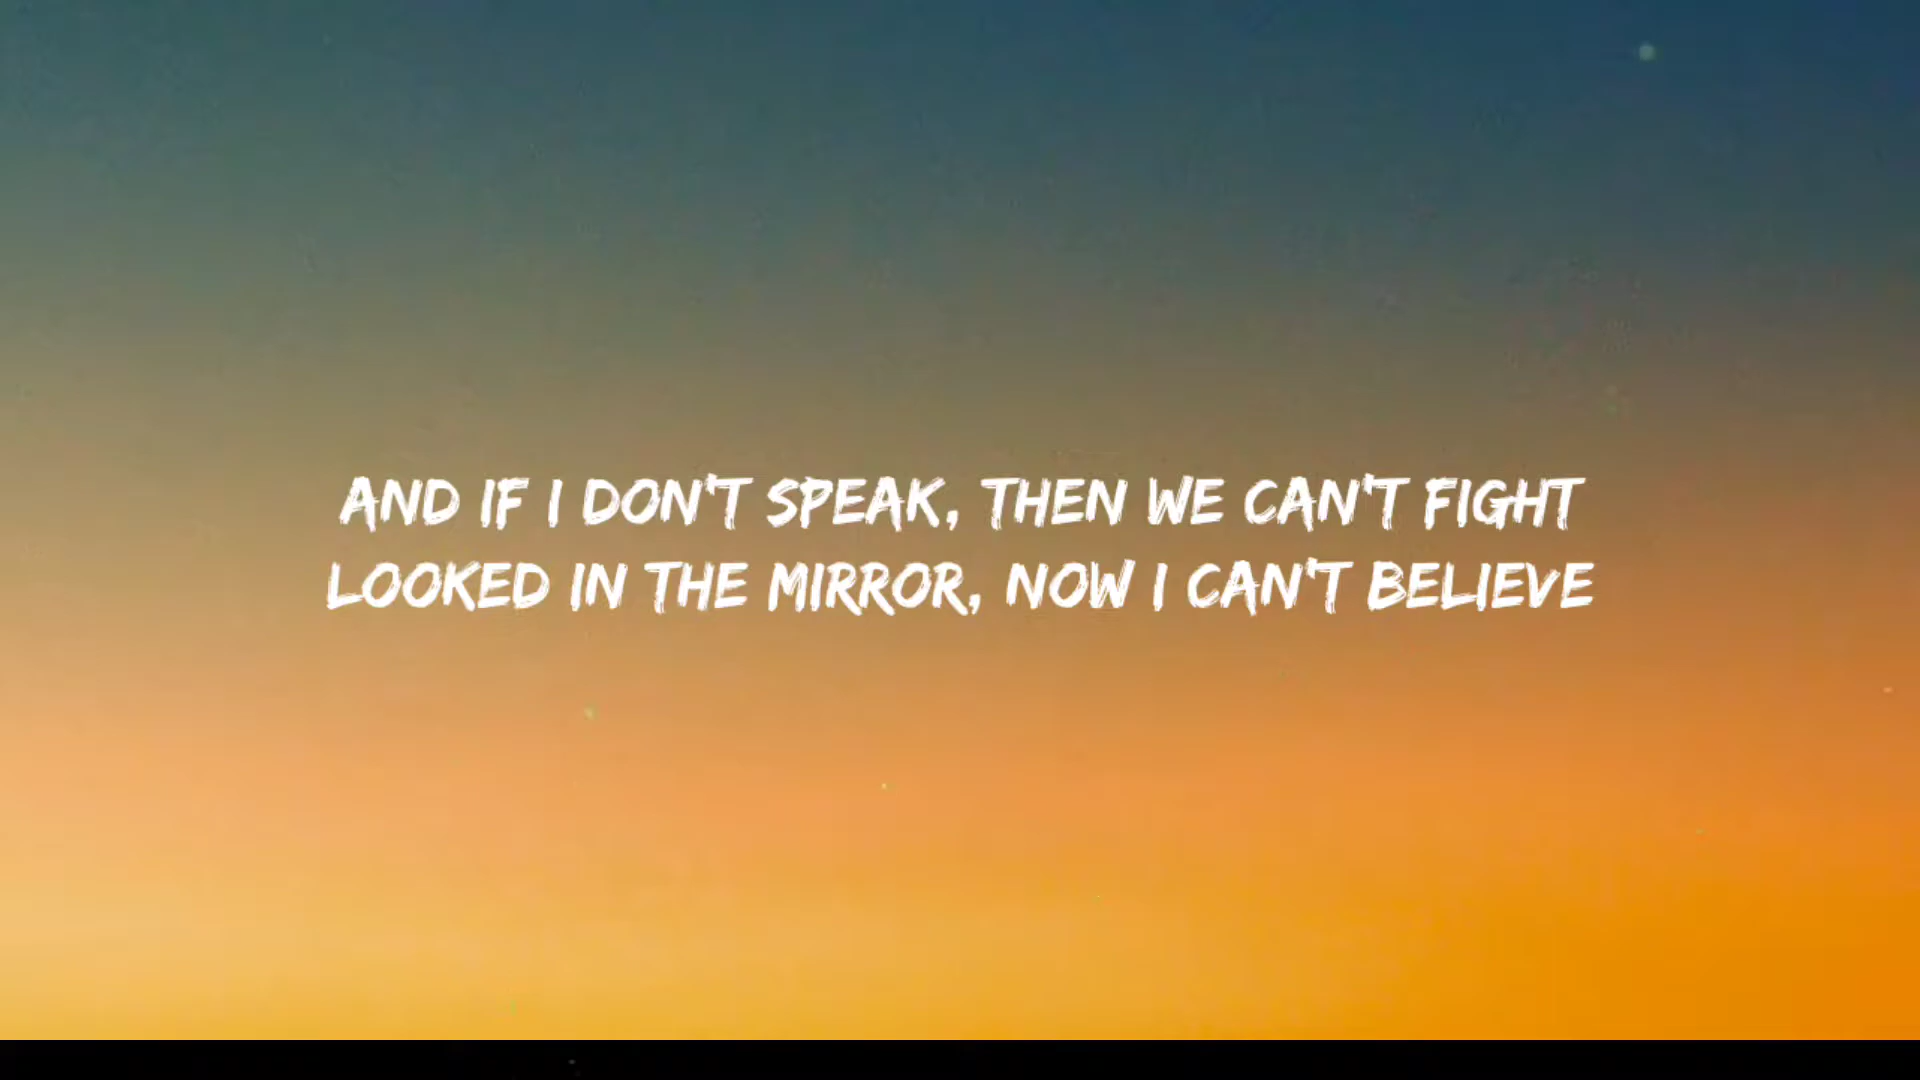 AND IF I DON'T SPEAK, THEN WE CAN'T FIGHT
LOOKED IN THE MIRROR, NOW I CAN'T BELIEVE